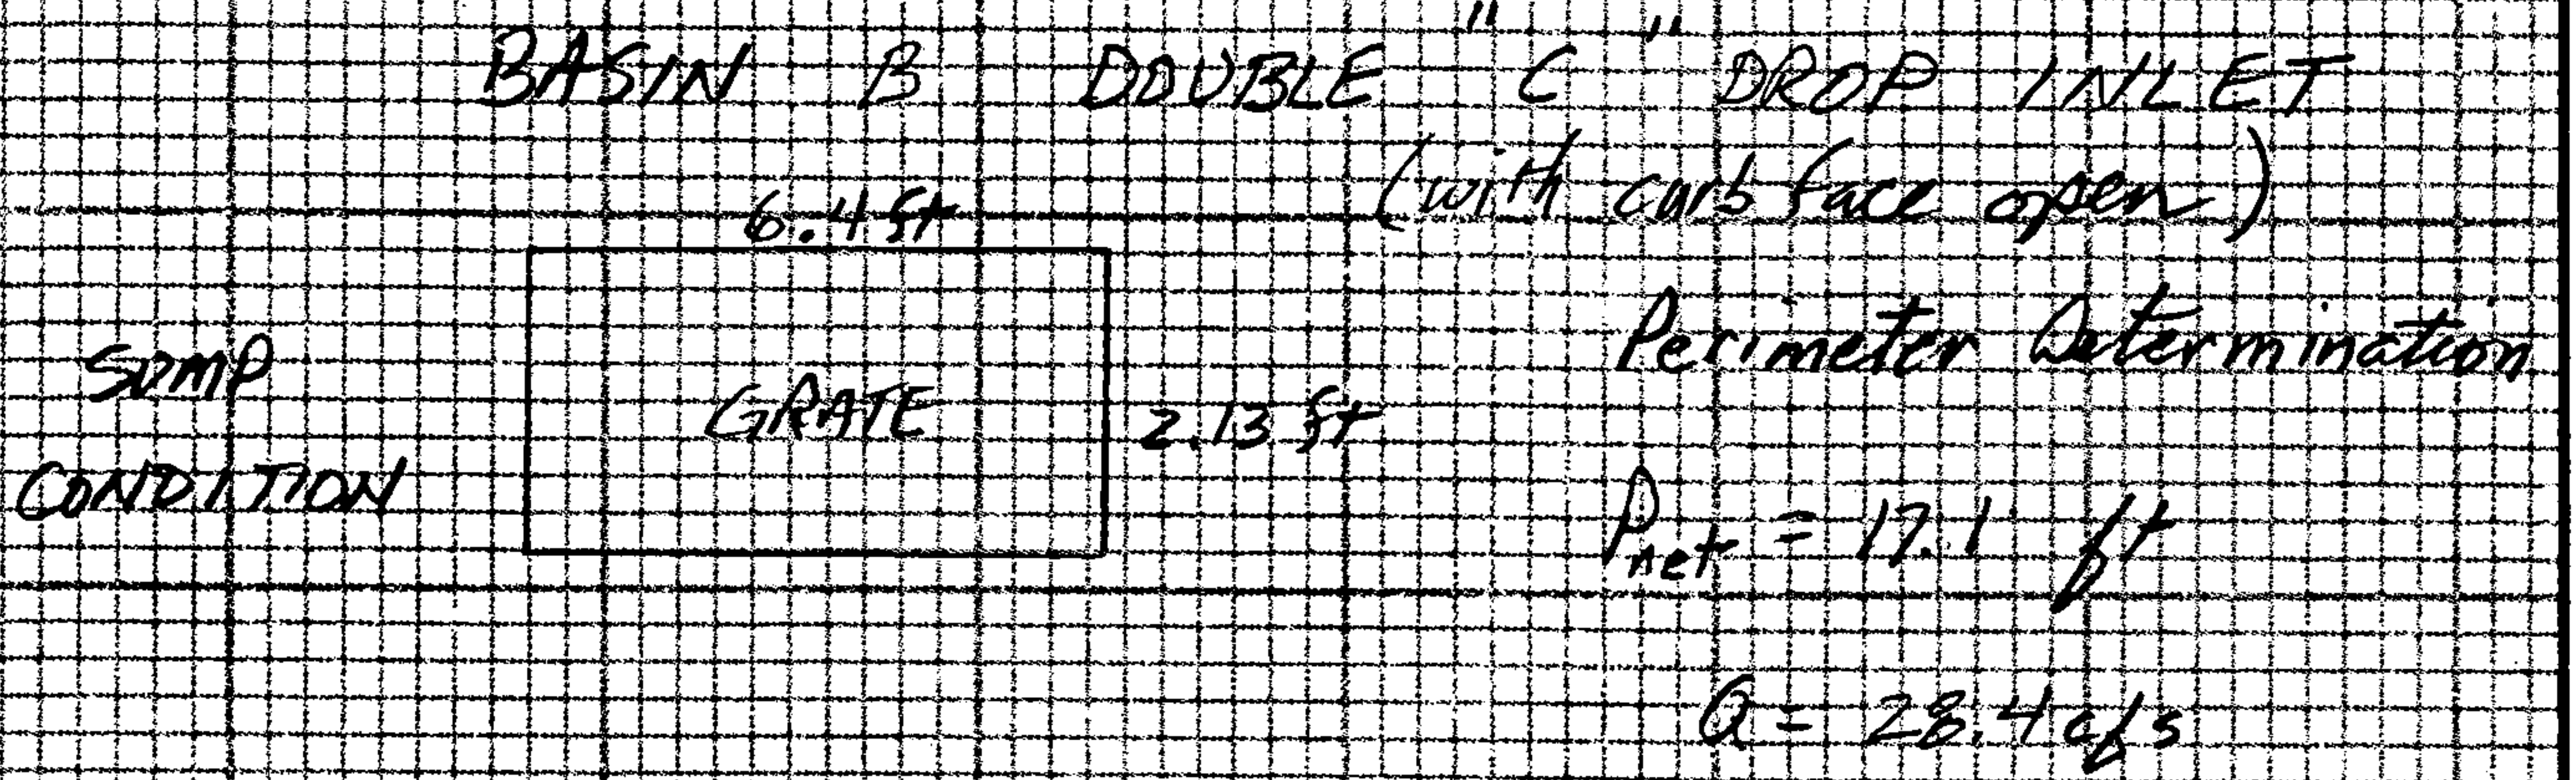 BASIN B DOUBLE "C" DROP INLET
(with curb face open)
6.4 ft
SUMP
CONDITION
GRATE
2.13 ft
Perimeter Determination
Pnet = 17.1 ft
Q = 28.4 cfs